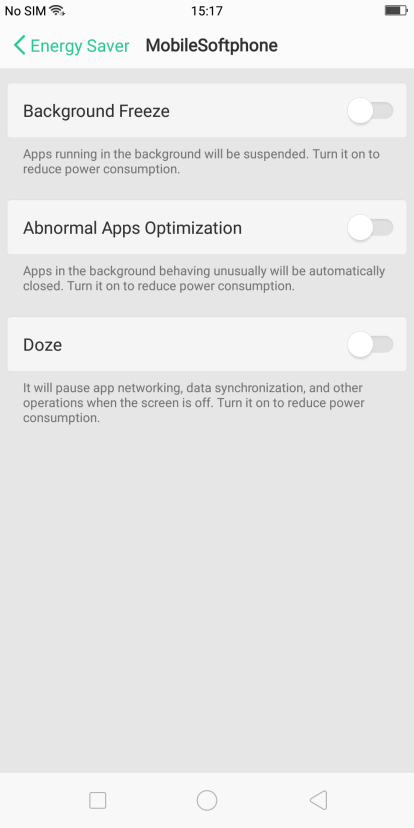 No SIM 15:17
Energy Saver MobileSoftphone
Background Freeze
Apps running in the background will be suspended. Turn it on to
reduce power consumption.
Abnormal Apps Optimization
Apps in the background behaving unusually will be automatically
closed. Turn it on to reduce power consumption.
Doze
It will pause app networking, data synchronization, and other
operations when the screen is off. Turn it on to reduce power
consumption.